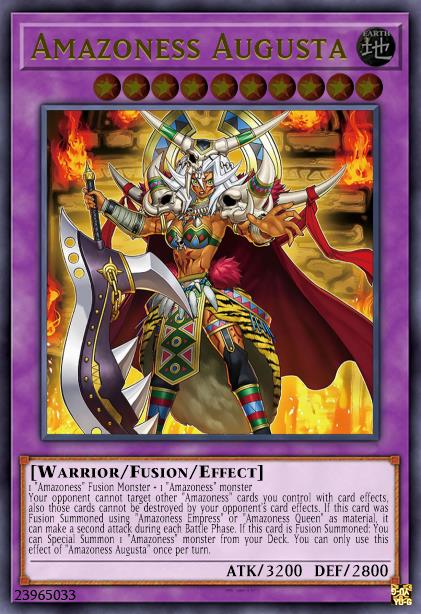 AMAZONESS AUGUSTA
EARTH
地
[WARRIOR/FUSION/EFFECT]
1 "Amazoness" Fusion Monster + 1 "Amazoness" monster
Your opponent cannot target other "Amazoness" cards you control with card effects,
also those cards cannot be destroyed by your opponent's card effects. If this card was
Fusion Summoned using "Amazoness Empress" or "Amazoness Queen" as material, it
can make a second attack during each Battle Phase. If this card is Fusion Summoned: You
can Special Summon 1 "Amazoness" monster from your Deck. You can only use this
effect of "Amazoness Augusta" once per turn.
ATK/3200 DEF/2800
23965033